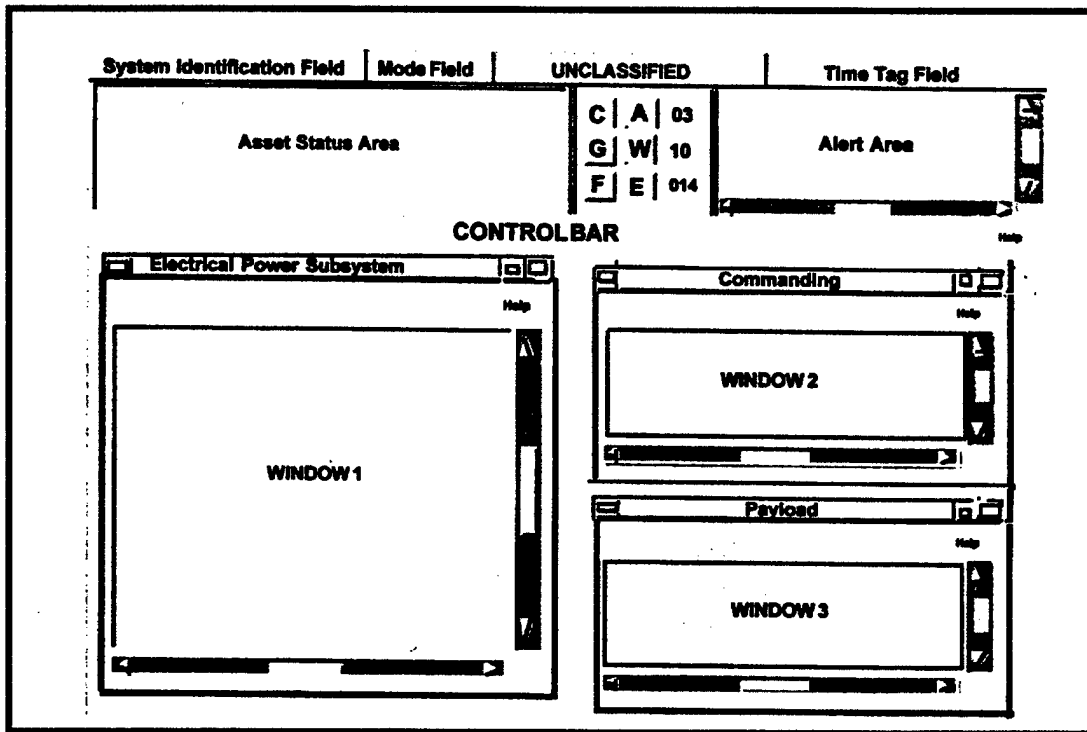 System Identification Field Mode Field UNCLASSIFIED Time Tag Field
Asset Status Area
C A 03
G W 10
F E 014
Alert Area
CONTROLBAR
Help
Electrical Power Subsystem
Help
WINDOW 1
Commanding
Help
WINDOW 2
Payload
Help
WINDOW 3